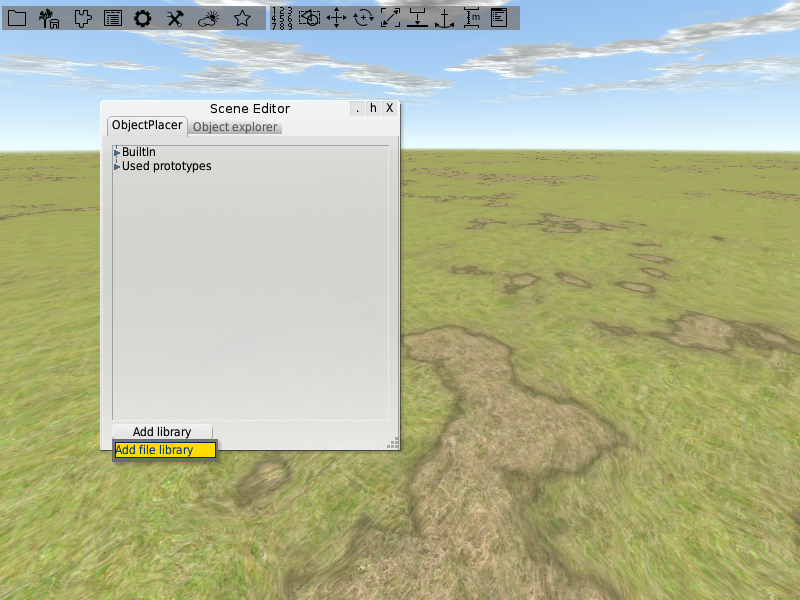 1 2 3
4 5 6
7 8 9
m
Scene Editor
. h X
ObjectPlacer Object explorer
BuiltIn
Used prototypes
Add library
Add file library